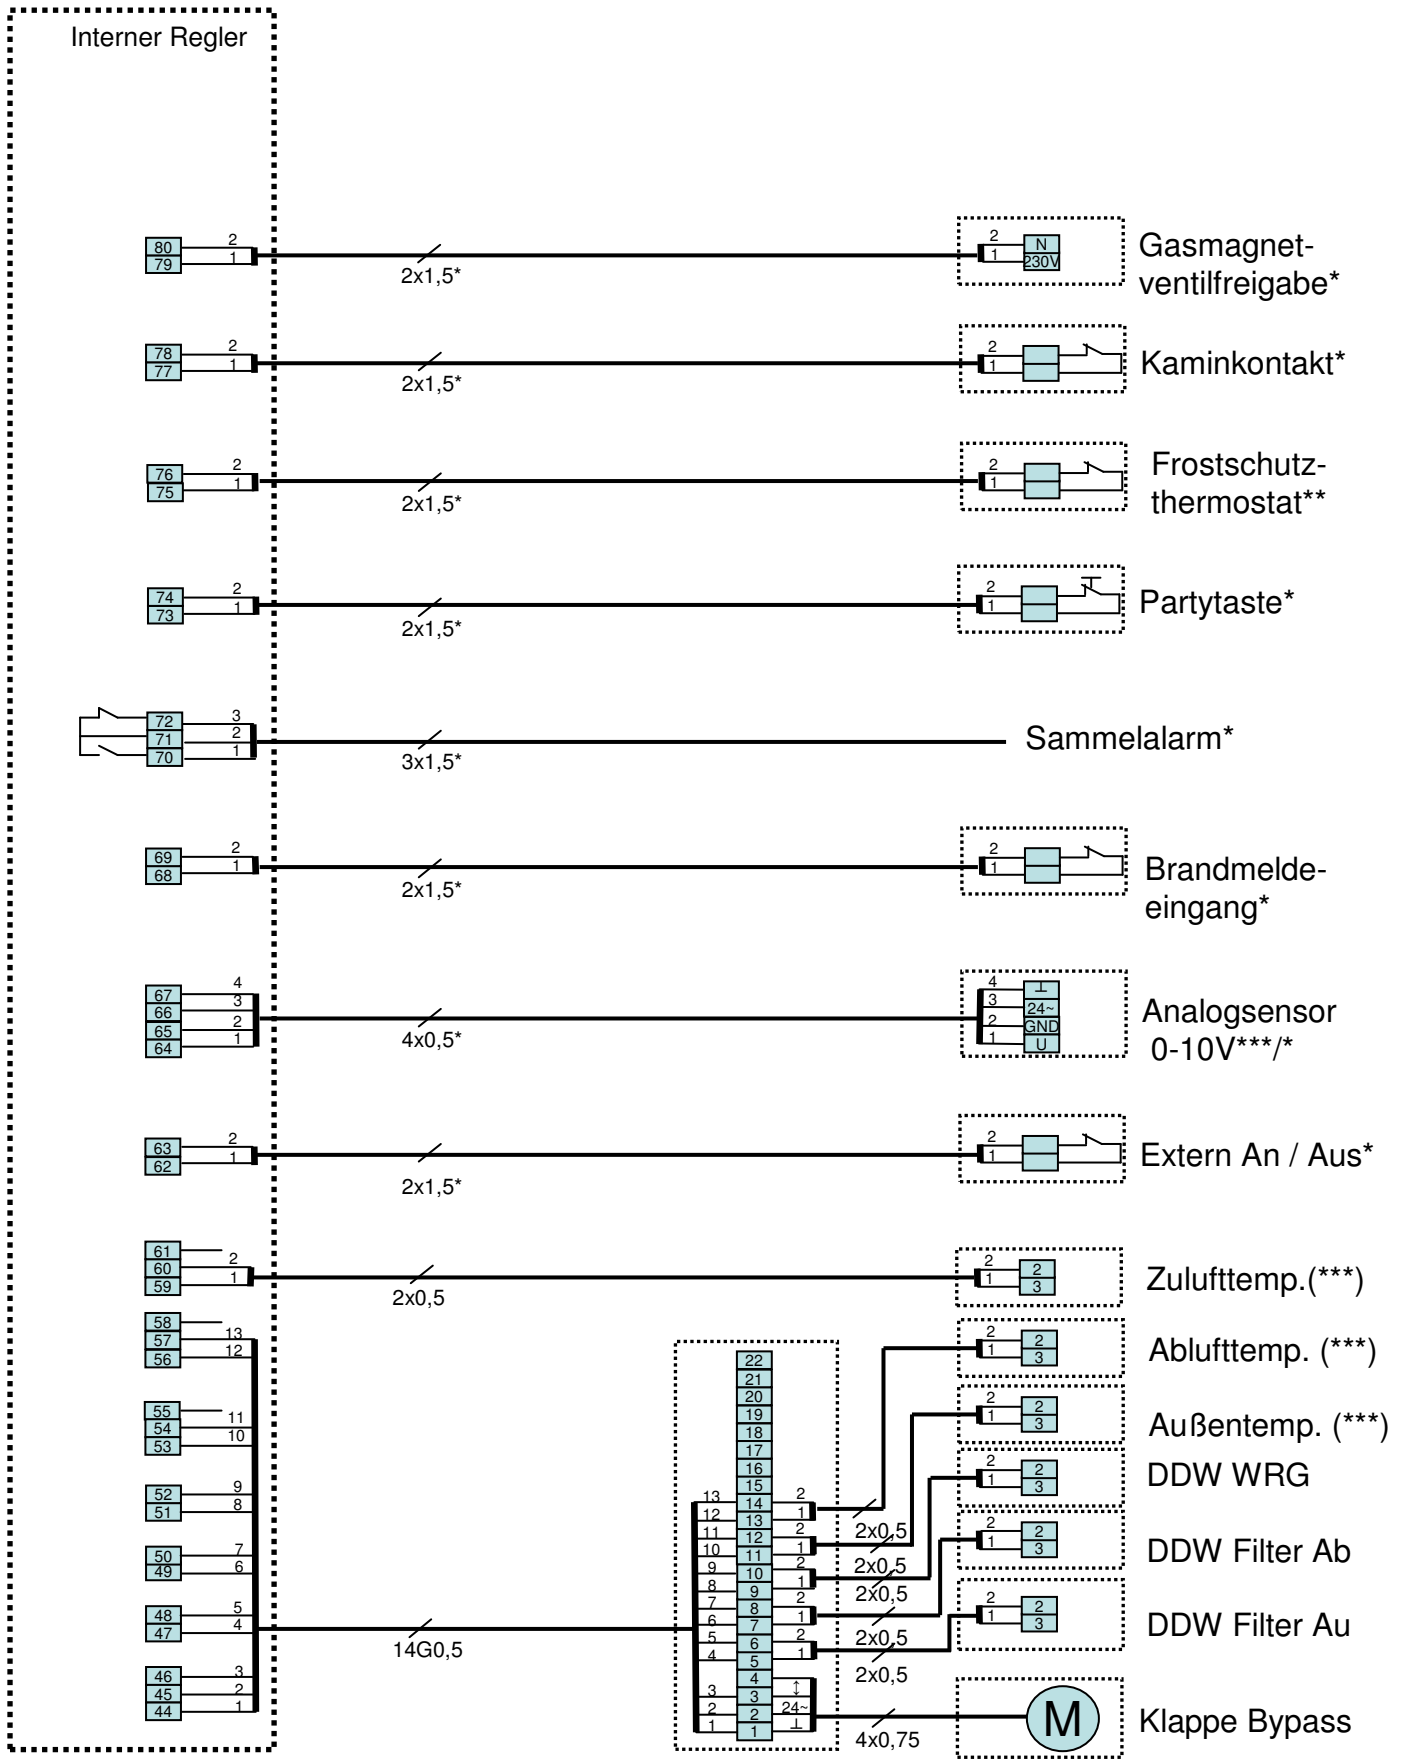 Interner Regler
80 2
79 1
2x1,5*
2 N
1 230V
Gasmagnet-
ventilfreigabe*
78 2
77 1
2x1,5*
2
1
Kaminkontakt*
76 2
75 1
2x1,5*
2
1
Frostschutz-
thermostat**
74 2
73 1
2x1,5*
2
1
Partytaste*
72 3
71 2
70 1
3x1,5*
Sammelalarm*
69 2
68 1
2x1,5*
2
1
Brandmelde-
eingang*
67 4
66 3
65 2
64 1
4x0,5*
4 ⊥
3 24~
2 GND
1 U
Analogsensor
0-10V***/*
63 2
62 1
2x1,5*
2
1
Extern An / Aus*
61
60 2
59 1
2x0,5
2 2
1 3
Zulufttemp.(***)
58
57 13
56 12
55
54 11
53 10
52 9
51 8
50 7
49 6
48 5
47 4
46 3
45 2
44 1
14G0,5
22
21
20
19
18
17
16
15
13 14 2
12 13 1
11 12 2
10 11 1
9 10 2
8 9 1
7 8 2
6 7 1
5 6 2
4 5 1
4 ↕
3 3
2 2 24~
1 1 ⊥
2x0,5
2x0,5
2x0,5
2x0,5
2x0,5
4x0,75
2 2
1 3
Ablufttemp. (***)
2 2
1 3
Außentemp. (***)
2 2
1 3
DDW WRG
2 2
1 3
DDW Filter Ab
2 2
1 3
DDW Filter Au
M
Klappe Bypass